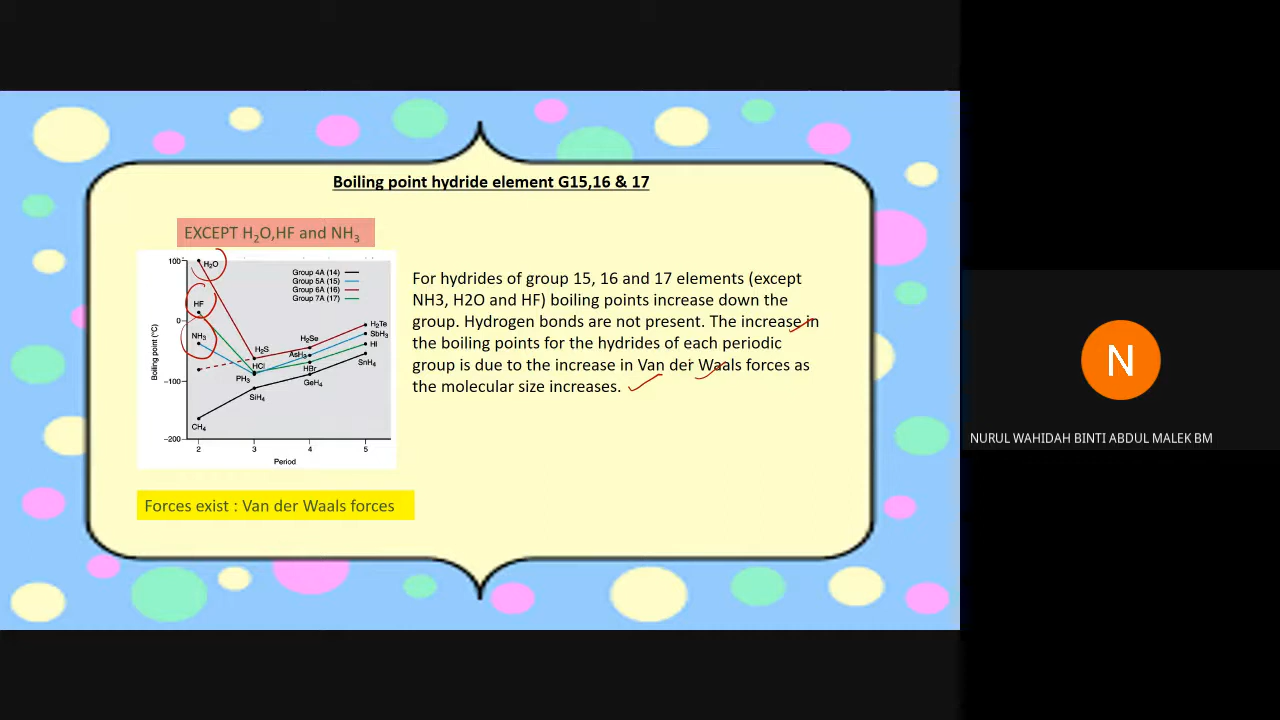 Boiling point hydride element G15,16 & 17
EXCEPT H₂O,HF and NH₃
For hydrides of group 15, 16 and 17 elements (except
NH3, H2O and HF) boiling points increase down the
group. Hydrogen bonds are not present. The increase in
the boiling points for the hydrides of each periodic
group is due to the increase in Van der Waals forces as
the molecular size increases.
Boiling point (°C)
100
0
−100
−200
Group 4A (14)
Group 5A (15)
Group 6A (16)
Group 7A (17)
H₂O
HF
NH₃
CH₄
H₂S
HCl
PH₃
SiH₄
H₂Se
AsH₃
HBr
GeH₄
H₂Te
SbH₃
HI
SnH₄
2 3 4 5
Period
Forces exist : Van der Waals forces
N
NURUL WAHIDAH BINTI ABDUL MALEK BM